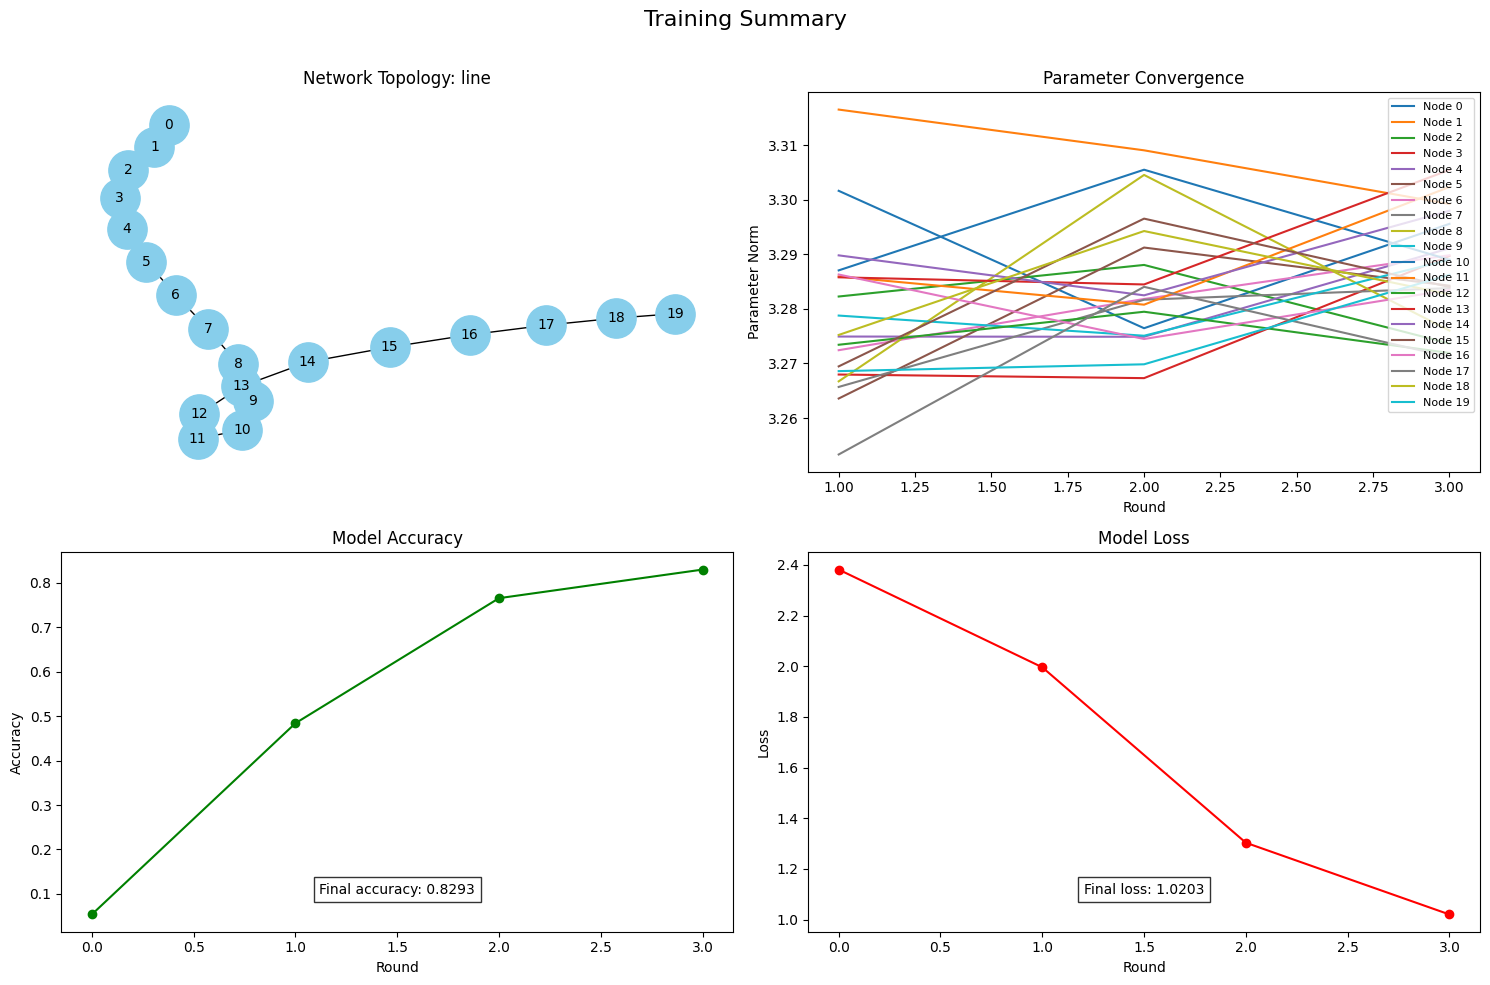 Training Summary
Network Topology: line
0
1
2
3
4
5
6
7
8
13
9
12
11
10
14
15
16
17
18
19
Parameter Convergence
Parameter Norm
3.31
3.30
3.29
3.28
3.27
3.26
1.00 1.25 1.50 1.75 2.00 2.25 2.50 2.75 3.00
Round
Node 0
Node 1
Node 2
Node 3
Node 4
Node 5
Node 6
Node 7
Node 8
Node 9
Node 10
Node 11
Node 12
Node 13
Node 14
Node 15
Node 16
Node 17
Node 18
Node 19
Model Accuracy
Accuracy
0.8
0.7
0.6
0.5
0.4
0.3
0.2
0.1
Final accuracy: 0.8293
0.0 0.5 1.0 1.5 2.0 2.5 3.0
Round
Model Loss
Loss
2.4
2.2
2.0
1.8
1.6
1.4
1.2
1.0
Final loss: 1.0203
0.0 0.5 1.0 1.5 2.0 2.5 3.0
Round